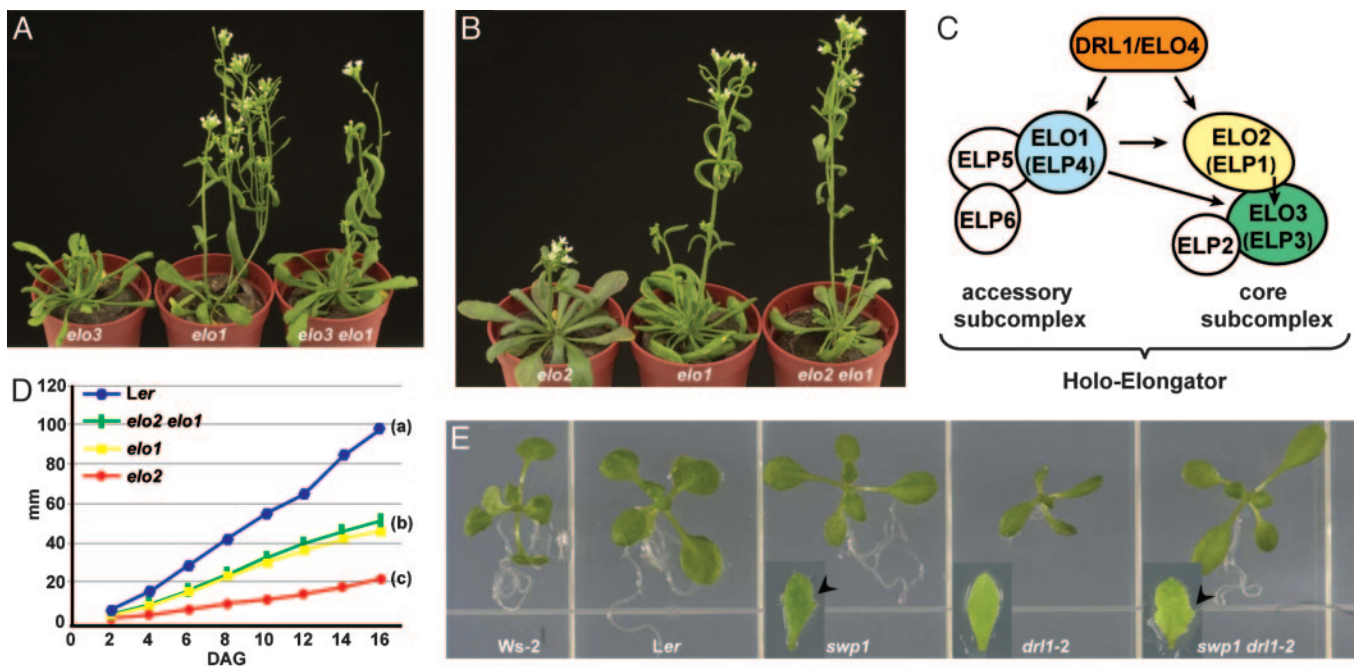 A
elo3 elo1 elo3 elo1
B
elo2 elo1 elo2 elo1
C
DRL1/ELO4
ELP5
ELO1
(ELP4)
ELP6
ELO2
(ELP1)
ELO3
(ELP3)
ELP2
accessory
subcomplex
core
subcomplex
Holo-Elongator
D
Ler
elo2 elo1
elo1
elo2
mm
120
100
80
60
40
20
0
0 2 4 6 8 10 12 14 16
DAG
(a)
(b)
(c)
E
Ws-2 Ler swp1 drl1-2 swp1 drl1-2